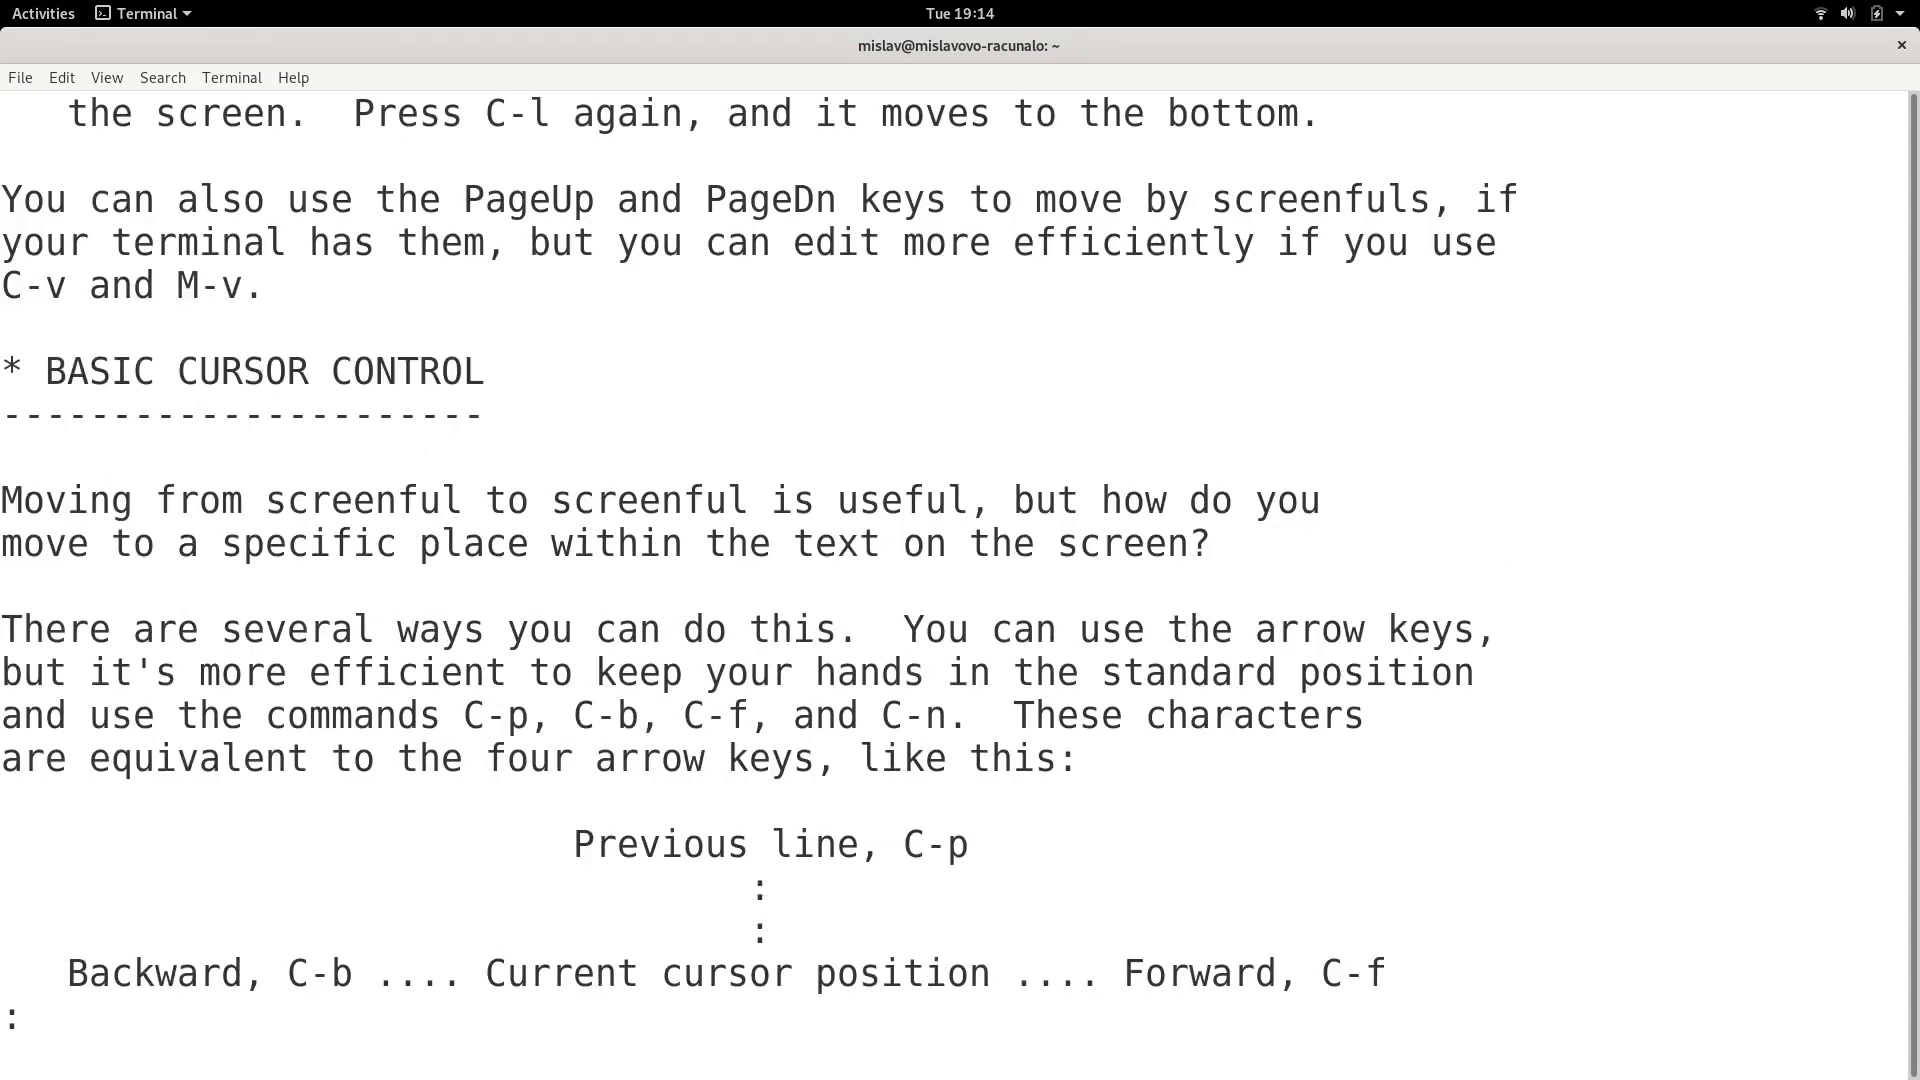 Activities Terminal Tue 19:14
mislav@mislavovo-racunalo: ~ ×
File Edit View Search Terminal Help
the screen.  Press C-l again, and it moves to the bottom.
You can also use the PageUp and PageDn keys to move by screenfuls, if
your terminal has them, but you can edit more efficiently if you use
C-v and M-v.
* BASIC CURSOR CONTROL
----------------------
Moving from screenful to screenful is useful, but how do you
move to a specific place within the text on the screen?
There are several ways you can do this.  You can use the arrow keys,
but it's more efficient to keep your hands in the standard position
and use the commands C-p, C-b, C-f, and C-n.  These characters
are equivalent to the four arrow keys, like this:
Previous line, C-p
:
:
Backward, C-b .... Current cursor position .... Forward, C-f
: